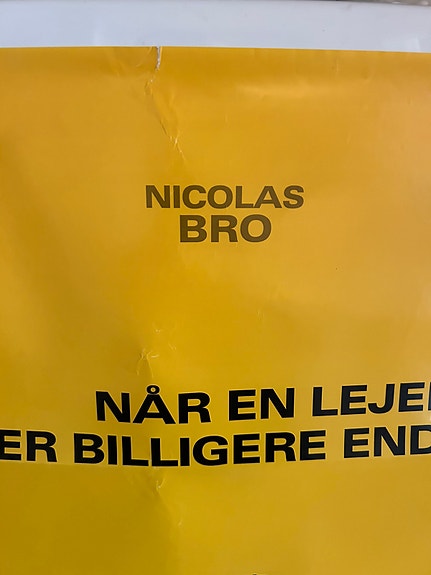 NICOLAS
BRO
NÅR EN LEJE
ER BILLIGERE END